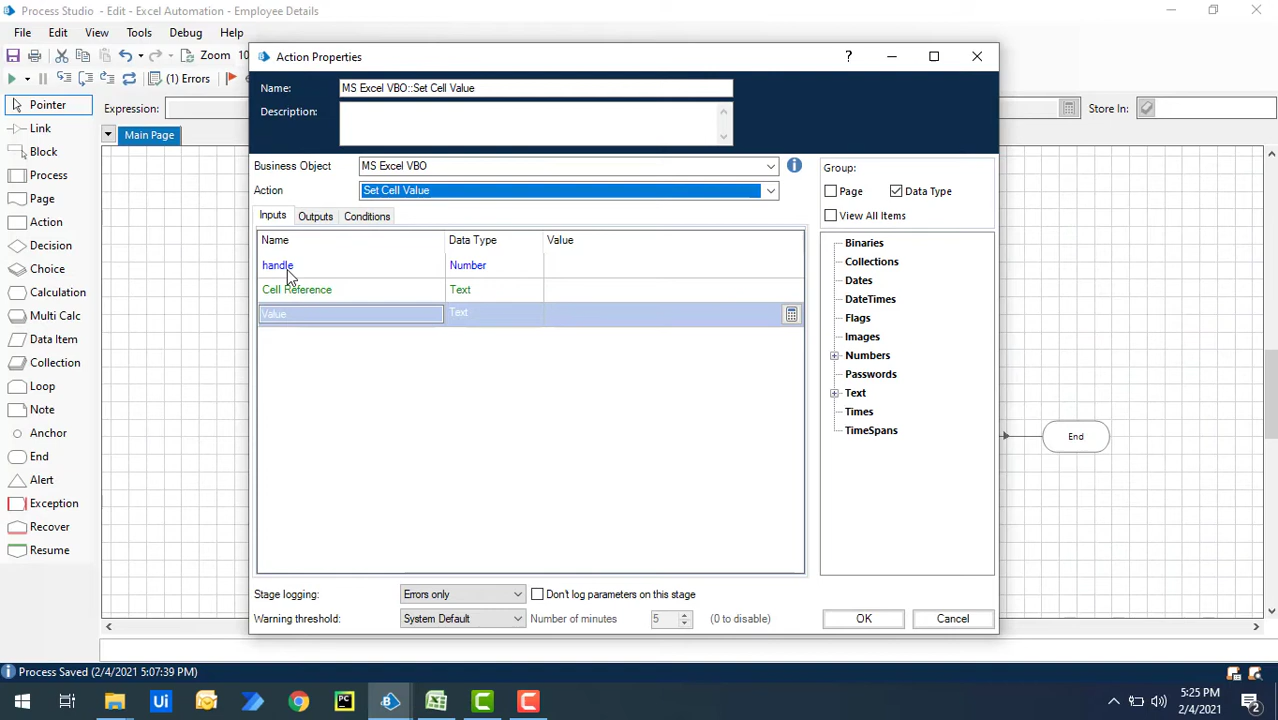 Process Studio - Edit - Excel Automation - Employee Details
File Edit View Tools Debug Help
Zoom 10
(1) Errors
Action Properties
Name: MS Excel VBO::Set Cell Value
Description:
Pointer
Expression:
Store In:
Link
Main Page
Block
Business Object MS Excel VBO
Group:
Process
Action Set Cell Value
Page Data Type
Page
View All Items
Inputs Outputs Conditions
Action
Name Data Type Value
Decision
handle Number
Choice
Cell Reference Text
Calculation
Value Text
Multi Calc
Data Item
Collection
Loop
Note
Anchor
End
Alert
Exception
Recover
Resume
Binaries
Collections
Dates
DateTimes
Flags
Images
Numbers
Passwords
Text
Times
TimeSpans
End
Stage logging: Errors only Don't log parameters on this stage
Warning threshold: System Default Number of minutes 5 (0 to disable)
OK Cancel
Process Saved (2/4/2021 5:07:39 PM)
Ui
PC
X
C
C
5:25 PM
2/4/2021
2